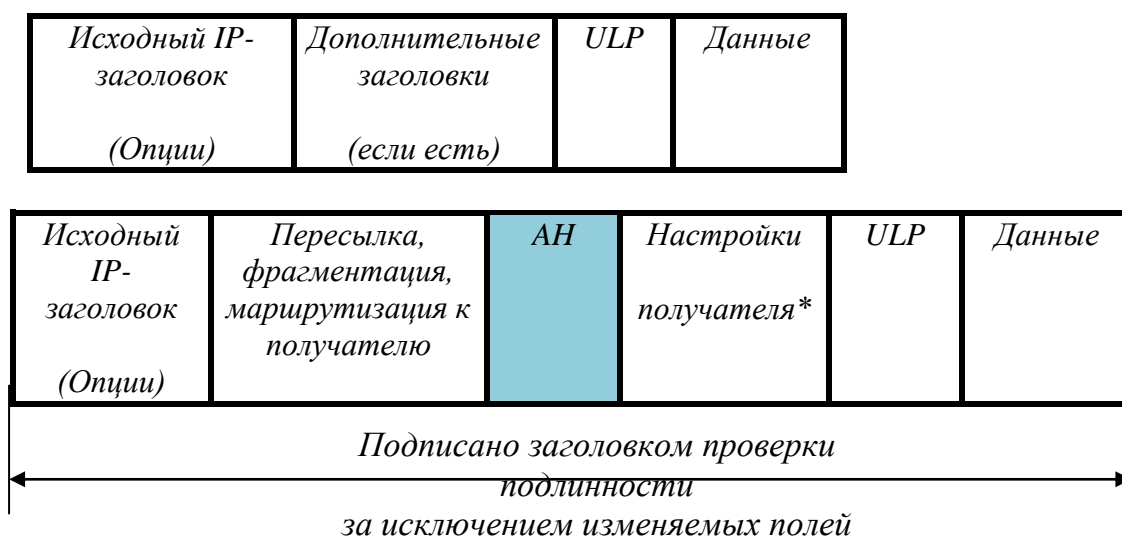 Исходный IP-
заголовок
(Опции)
Дополнительные
заголовки
(если есть)
ULP
Данные
Исходный
IP-
заголовок
(Опции)
Пересылка,
фрагментация,
маршрутизация к
получателю
AH
Настройки
получателя*
ULP
Данные
Подписано заголовком проверки
подлинности
за исключением изменяемых полей